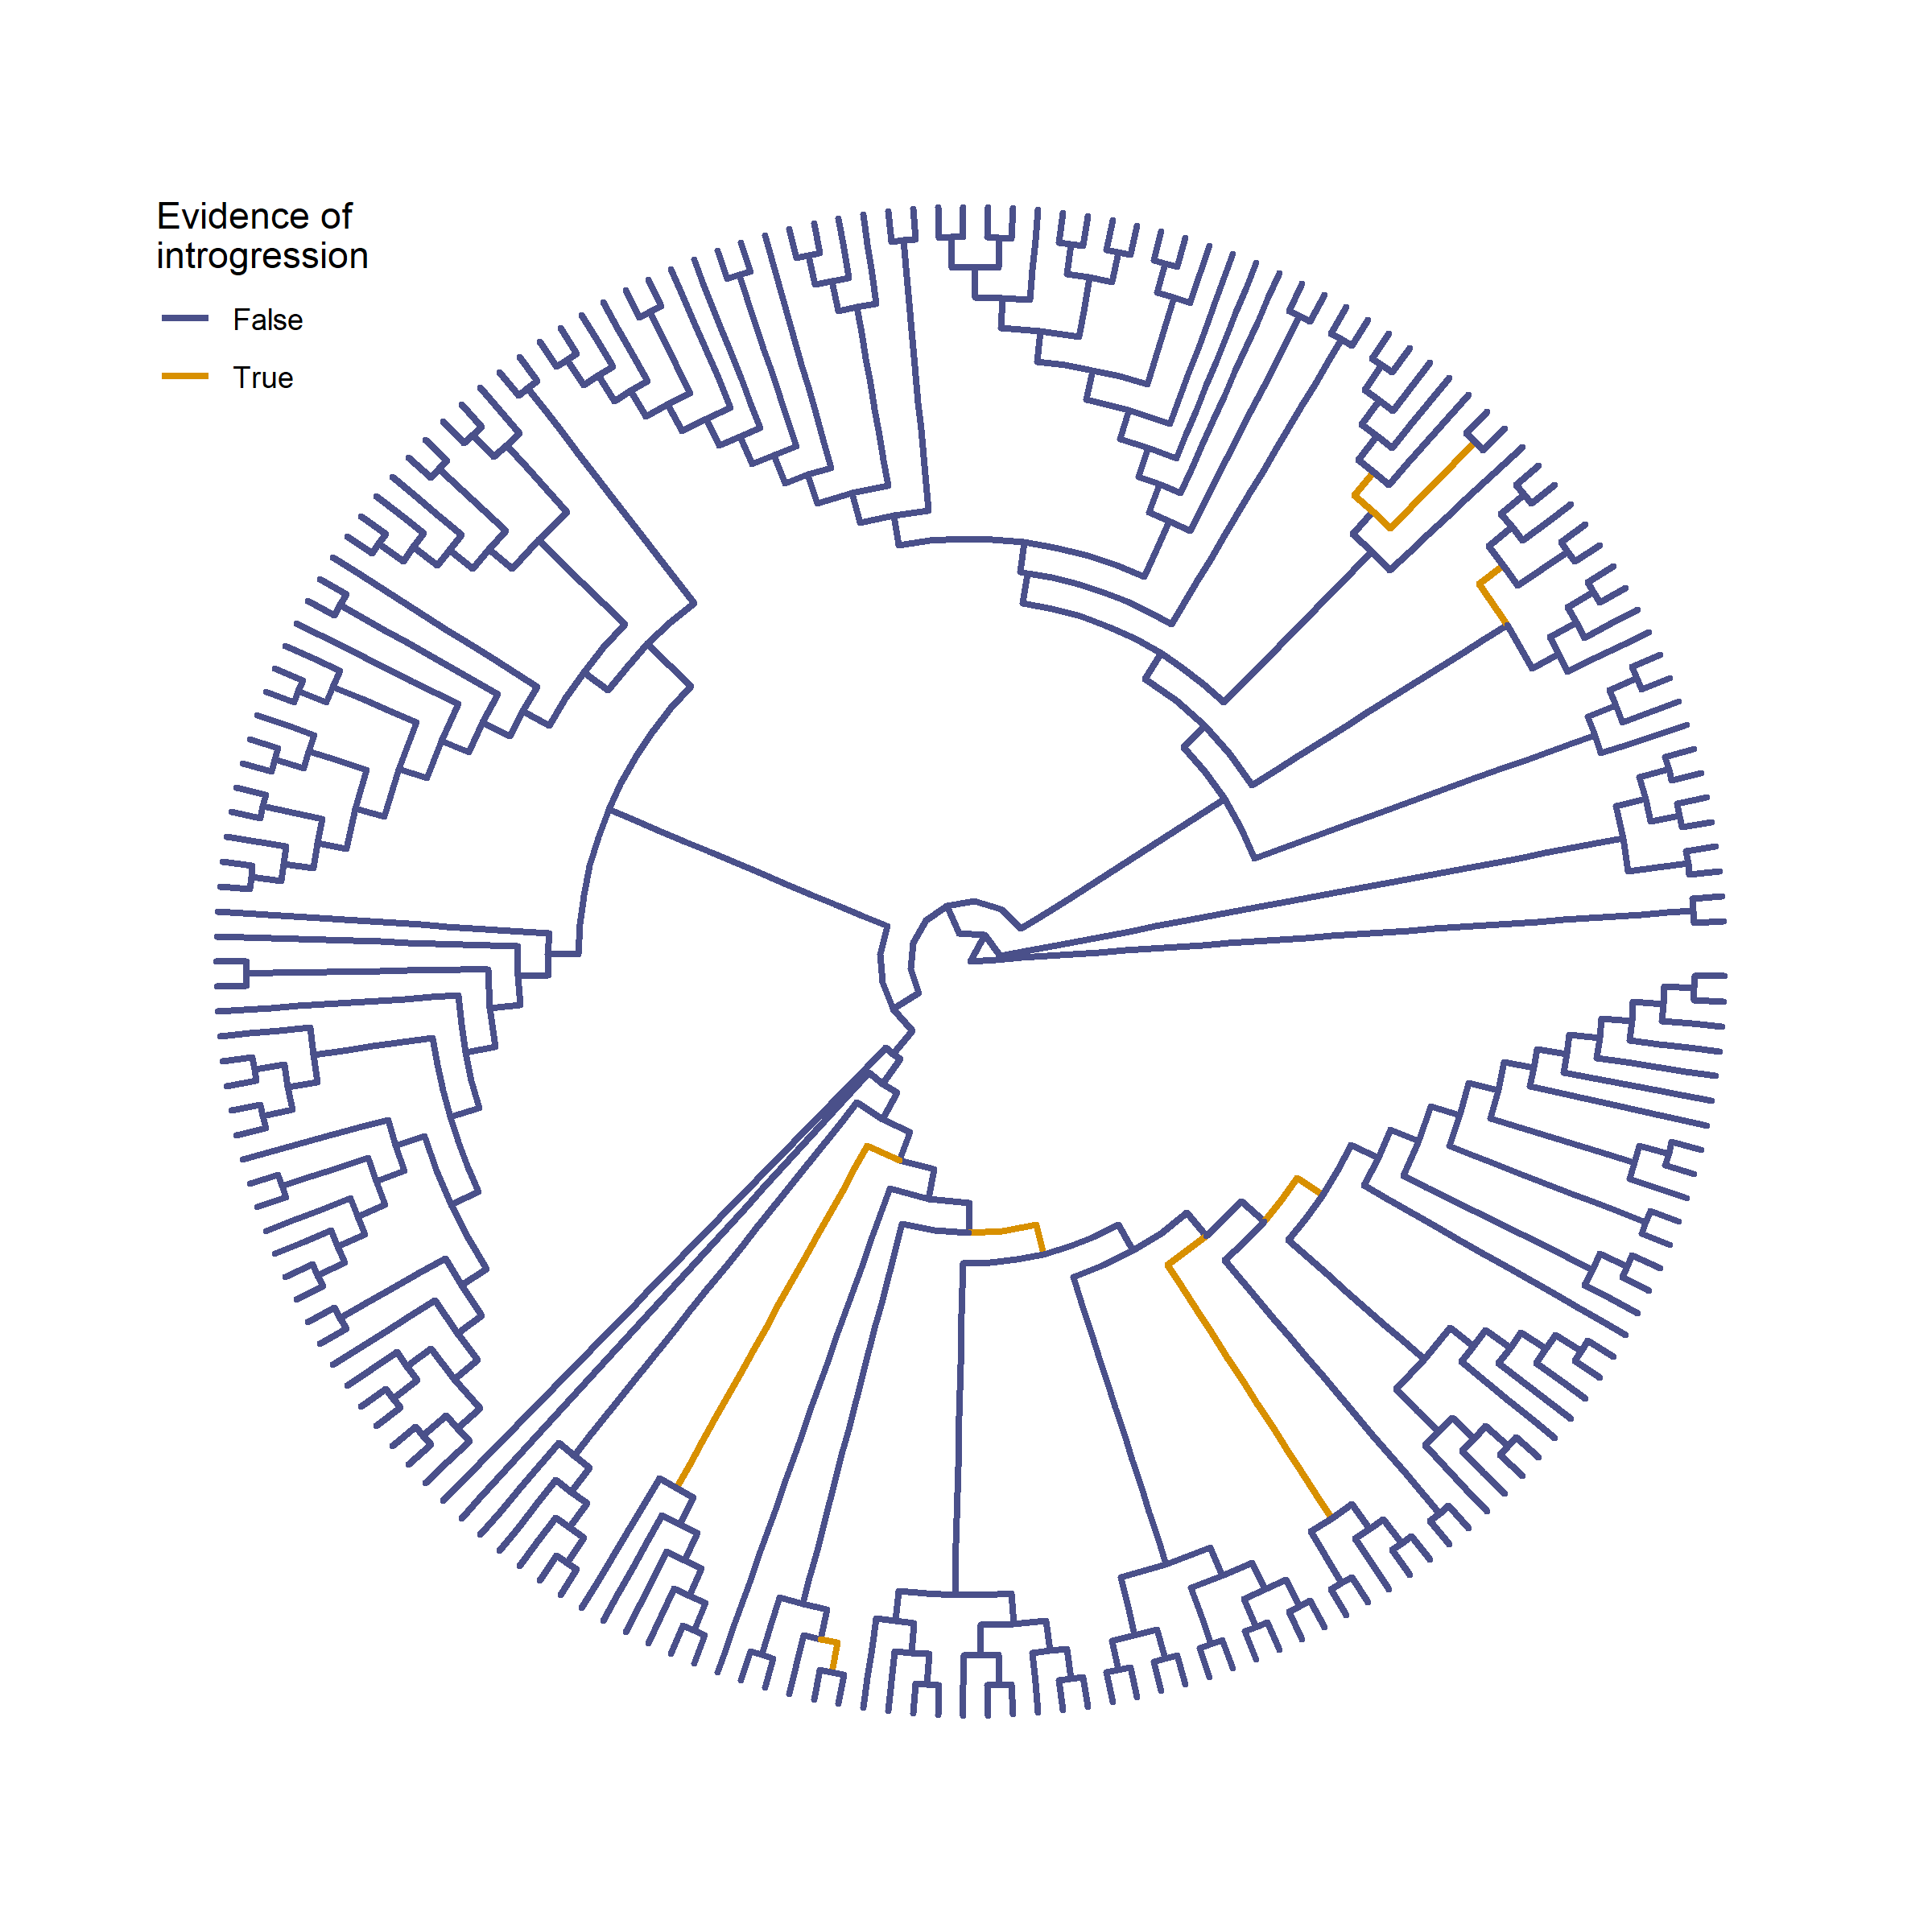 Evidence of
introgression
False
True